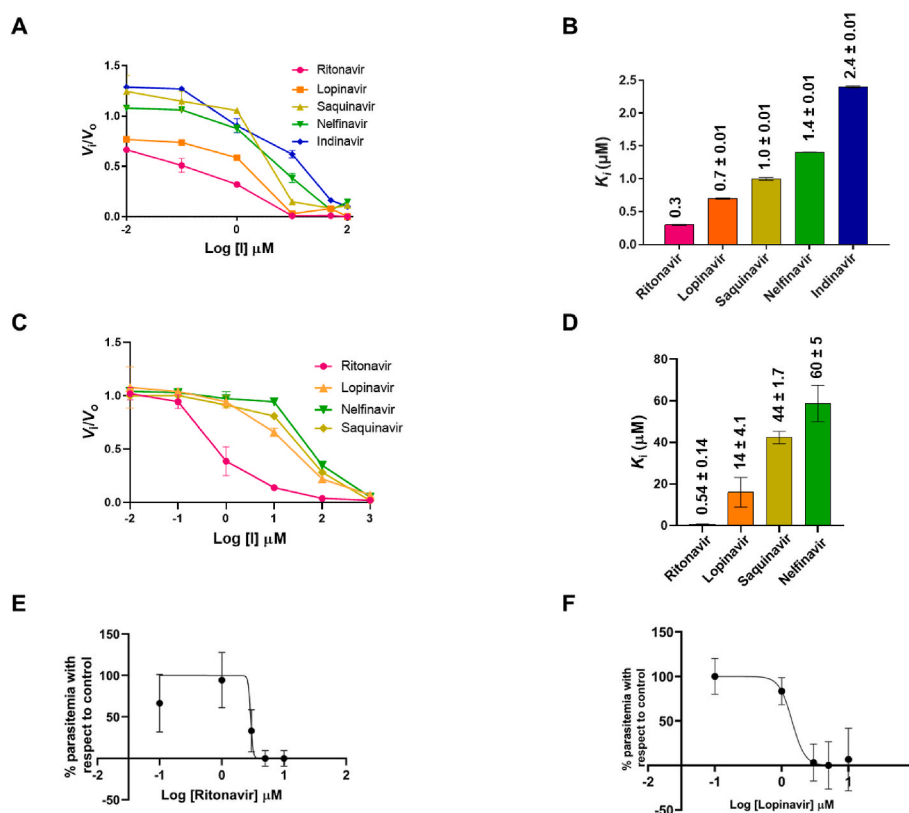 A
1.5
1.0
0.5
0.0
-2
-1
0
1
2
Vi/Vo
Log [I] μM
Ritonavir
Lopinavir
Saquinavir
Nelfinavir
Indinavir
B
2.5
2.0
1.5
1.0
0.5
0.0
Ki (μM)
0.3
0.7 ± 0.01
1.0 ± 0.01
1.4 ± 0.01
2.4 ± 0.01
Ritonavir
Lopinavir
Saquinavir
Nelfinavir
Indinavir
C
1.5
1.0
0.5
0.0
-2
-1
0
1
2
3
Vi/Vo
Log [I] μM
Ritonavir
Lopinavir
Nelfinavir
Saquinavir
D
80
60
40
20
0
Ki (μM)
0.54 ± 0.14
14 ± 4.1
44 ± 1.7
60 ± 5
Ritonavir
Lopinavir
Saquinavir
Nelfinavir
E
150
100
50
-50
-2
-1
0
1
2
% parasitemia with
respect to control
Log [Ritonavir] μM
F
150
100
50
-50
-2
-1
0
1
2
% parasitemia with
respect to control
Log [Lopinavir] μM